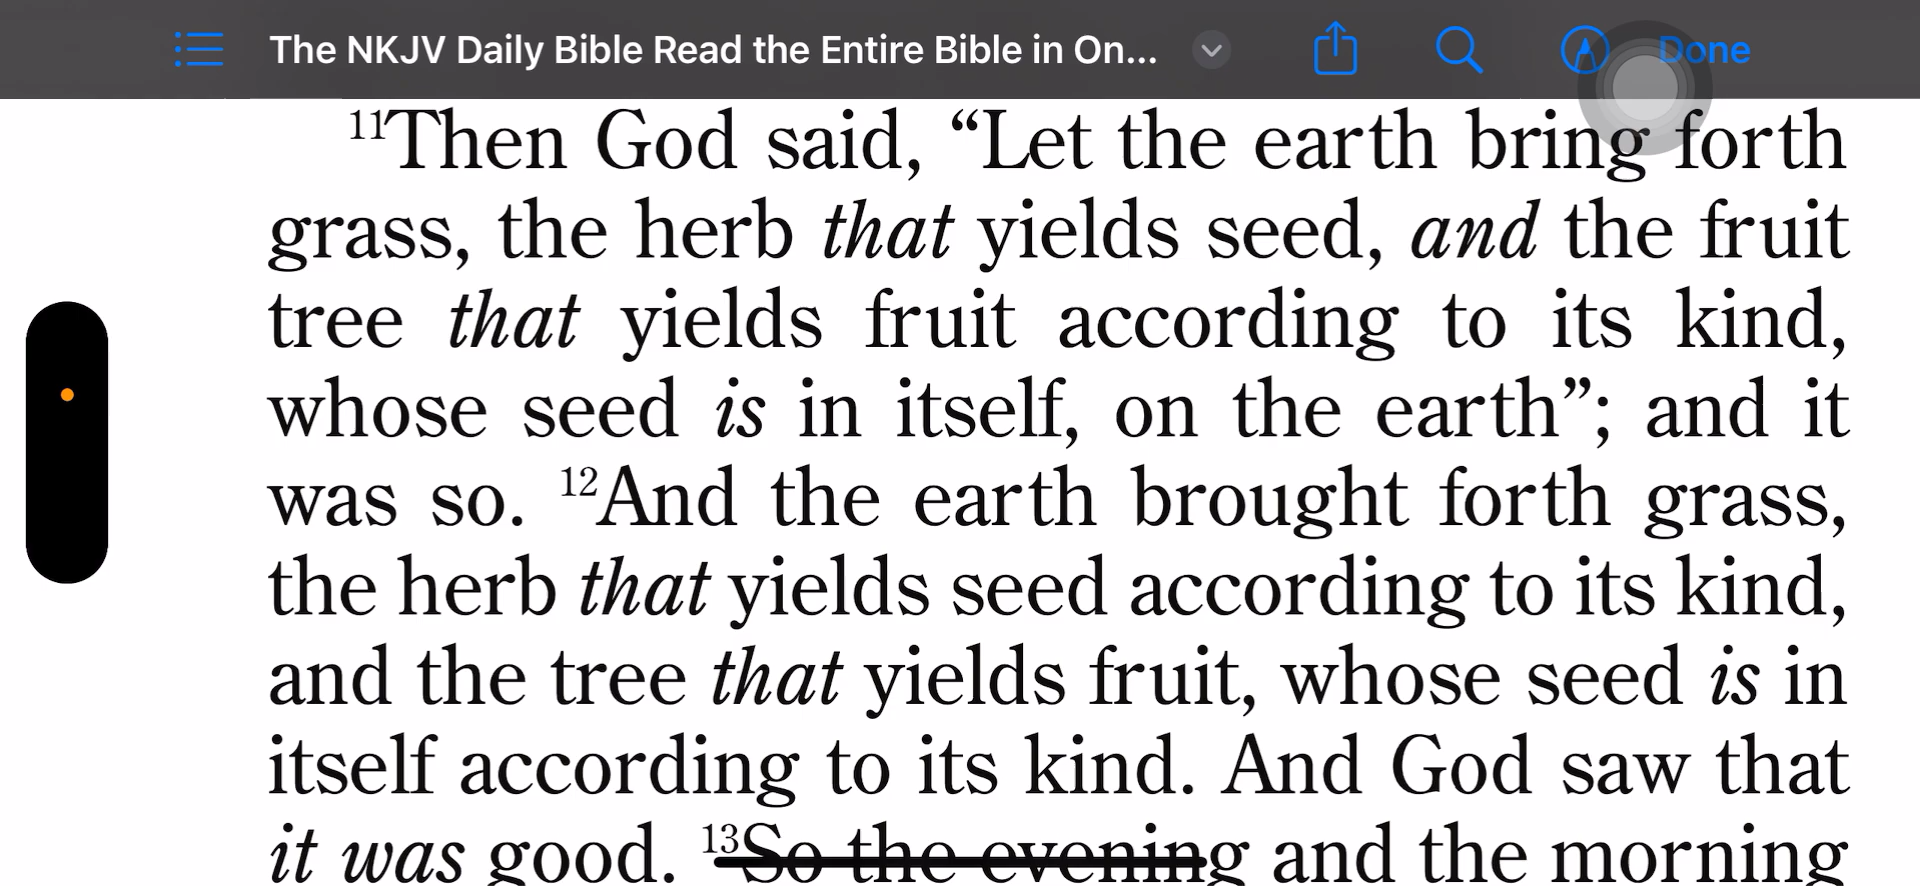 The NKJV Daily Bible Read the Entire Bible in On... Done
11Then God said, “Let the earth bring forth
grass, the herb that yields seed, and the fruit
tree that yields fruit according to its kind,
whose seed is in itself, on the earth”; and it
was so. 12And the earth brought forth grass,
the herb that yields seed according to its kind,
and the tree that yields fruit, whose seed is in
itself according to its kind. And God saw that
it was good. 13So the evening and the morning